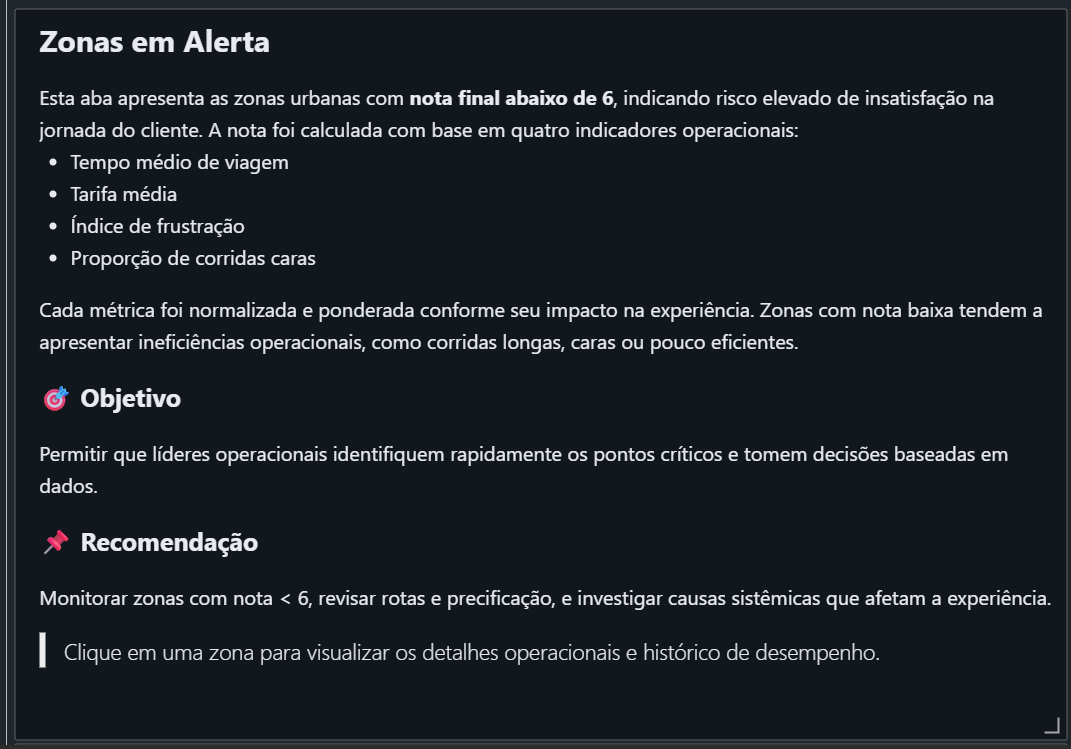 Zonas em Alerta
Esta aba apresenta as zonas urbanas com nota final abaixo de 6, indicando risco elevado de insatisfação na
jornada do cliente. A nota foi calculada com base em quatro indicadores operacionais:
• Tempo médio de viagem
• Tarifa média
• Índice de frustração
• Proporção de corridas caras
Cada métrica foi normalizada e ponderada conforme seu impacto na experiência. Zonas com nota baixa tendem a
apresentar ineficiências operacionais, como corridas longas, caras ou pouco eficientes.
🎯 Objetivo
Permitir que líderes operacionais identifiquem rapidamente os pontos críticos e tomem decisões baseadas em
dados.
📌 Recomendação
Monitorar zonas com nota < 6, revisar rotas e precificação, e investigar causas sistêmicas que afetam a experiência.
Clique em uma zona para visualizar os detalhes operacionais e histórico de desempenho.